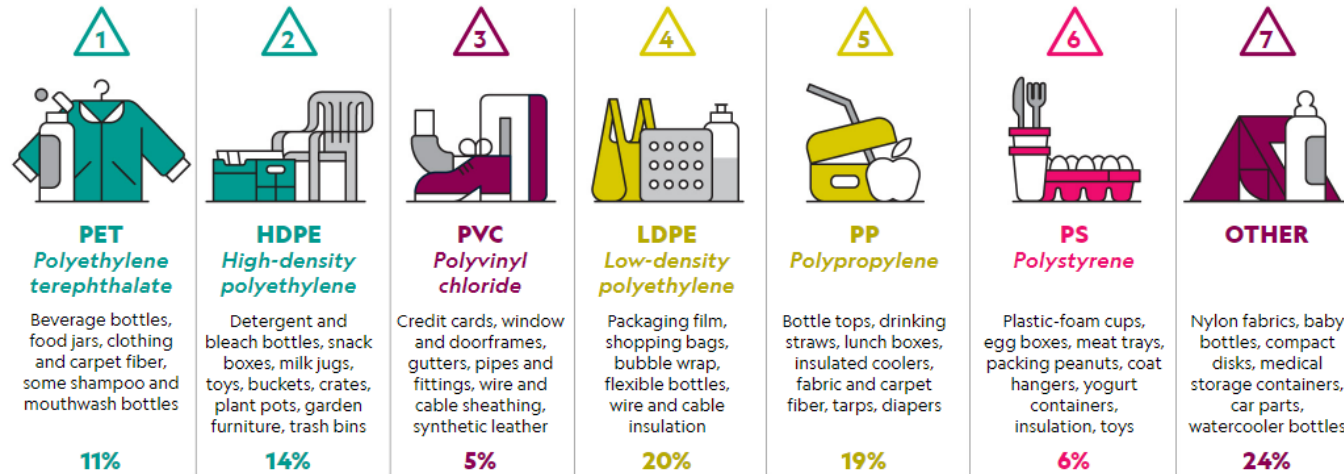 1
PET
Polyethylene
terephthalate
Beverage bottles,
food jars, clothing
and carpet fiber,
some shampoo and
mouthwash bottles
11%
2
HDPE
High-density
polyethylene
Detergent and
bleach bottles, snack
boxes, milk jugs,
toys, buckets, crates,
plant pots, garden
furniture, trash bins
14%
3
PVC
Polyvinyl
chloride
Credit cards, window
and doorframes,
gutters, pipes and
fittings, wire and
cable sheathing,
synthetic leather
5%
4
LDPE
Low-density
polyethylene
Packaging film,
shopping bags,
bubble wrap,
flexible bottles,
wire and cable
insulation
20%
5
PP
Polypropylene
Bottle tops, drinking
straws, lunch boxes,
insulated coolers,
fabric and carpet
fiber, tarps, diapers
19%
6
PS
Polystyrene
Plastic-foam cups,
egg boxes, meat trays,
packing peanuts, coat
hangers, yogurt
containers,
insulation, toys
6%
7
OTHER
Nylon fabrics, baby
bottles, compact
disks, medical
storage containers,
car parts,
watercooler bottles
24%